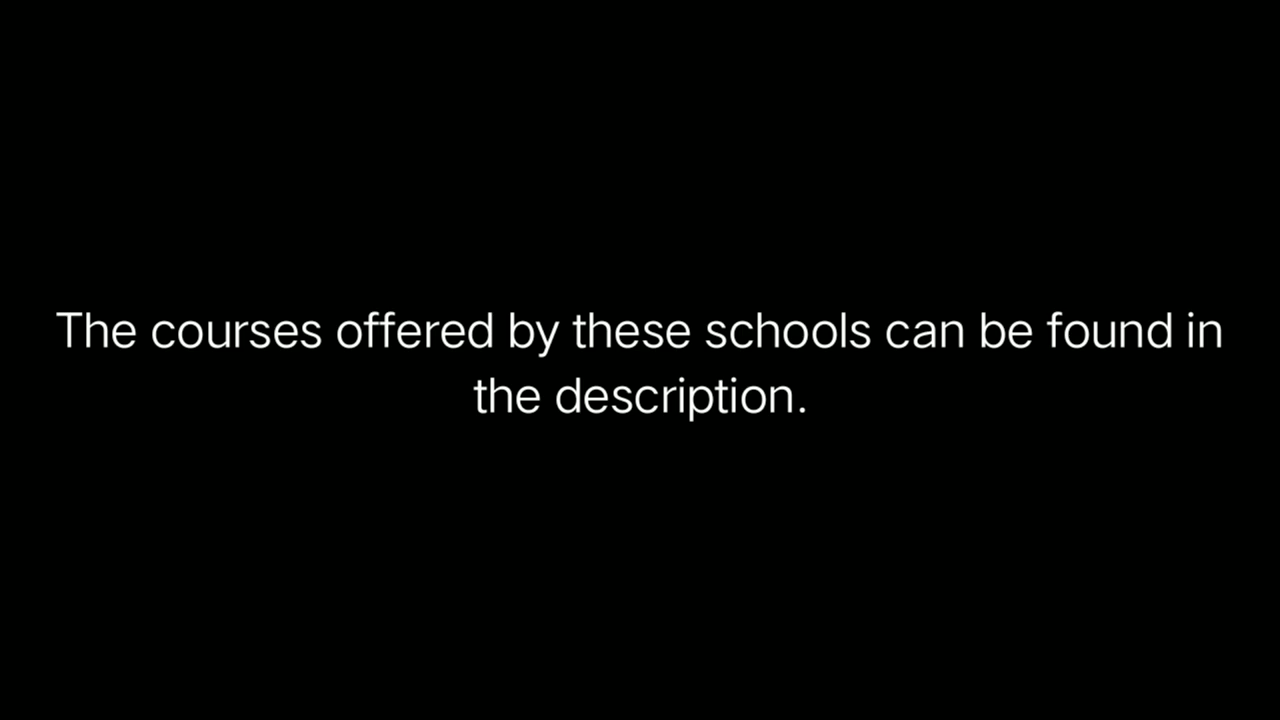 The courses offered by these schools can be found in
the description.